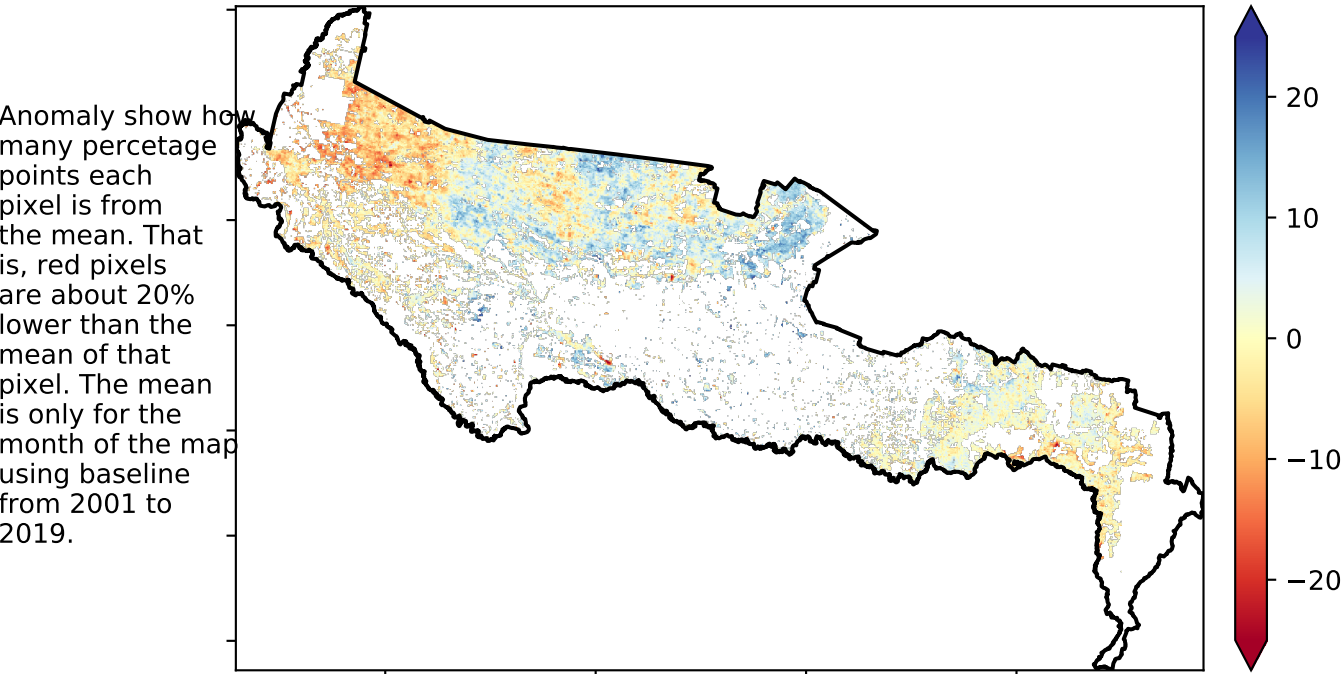 Anomaly show how
many percetage
points each
pixel is from
the mean. That
is, red pixels
are about 20%
lower than the
mean of that
pixel. The mean
is only for the
month of the map
using baseline
from 2001 to
2019.
20
10
0
−10
−20